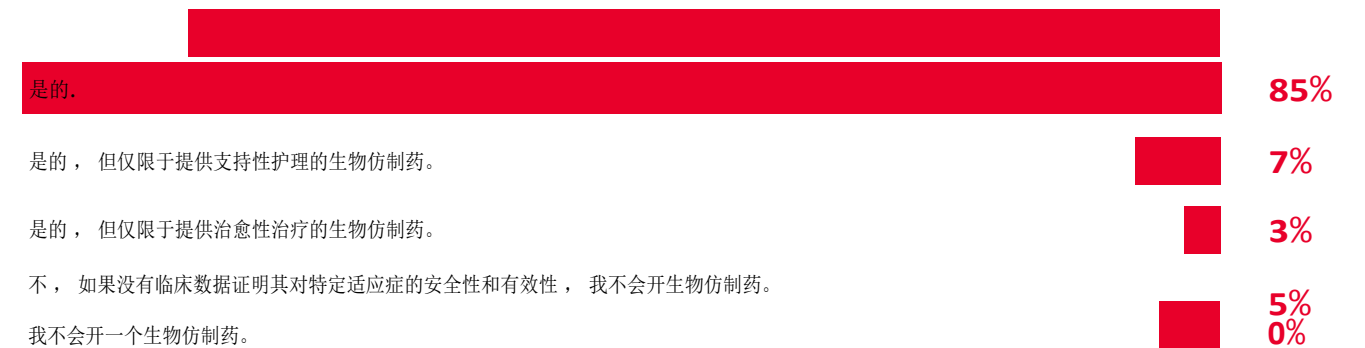 是的. 85%
是的， 但仅限于提供支持性护理的生物仿制药。 7%
是的， 但仅限于提供治愈性治疗的生物仿制药。 3%
不， 如果没有临床数据证明其对特定适应症的安全性和有效性， 我不会开生物仿制药。 5%
我不会开一个生物仿制药。 0%